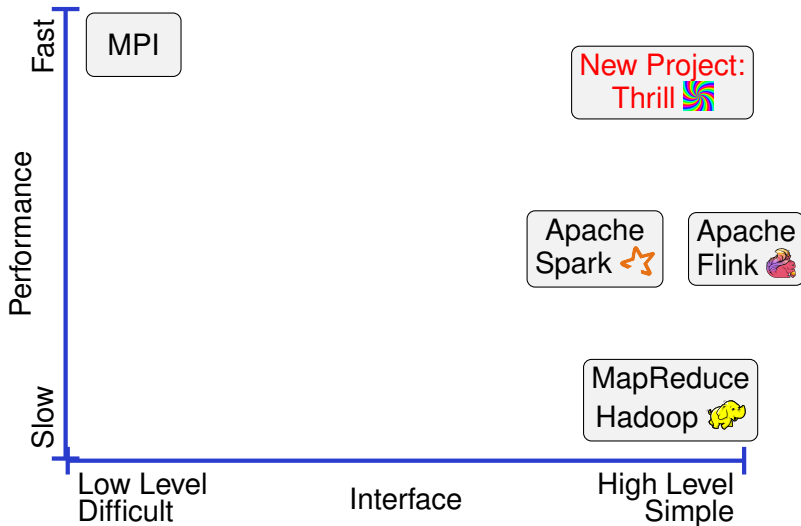 Fast
MPI
New Project:
Thrill
Performance
Apache
Spark
Apache
Flink
MapReduce
Hadoop
Slow
Low Level
Difficult
Interface
High Level
Simple